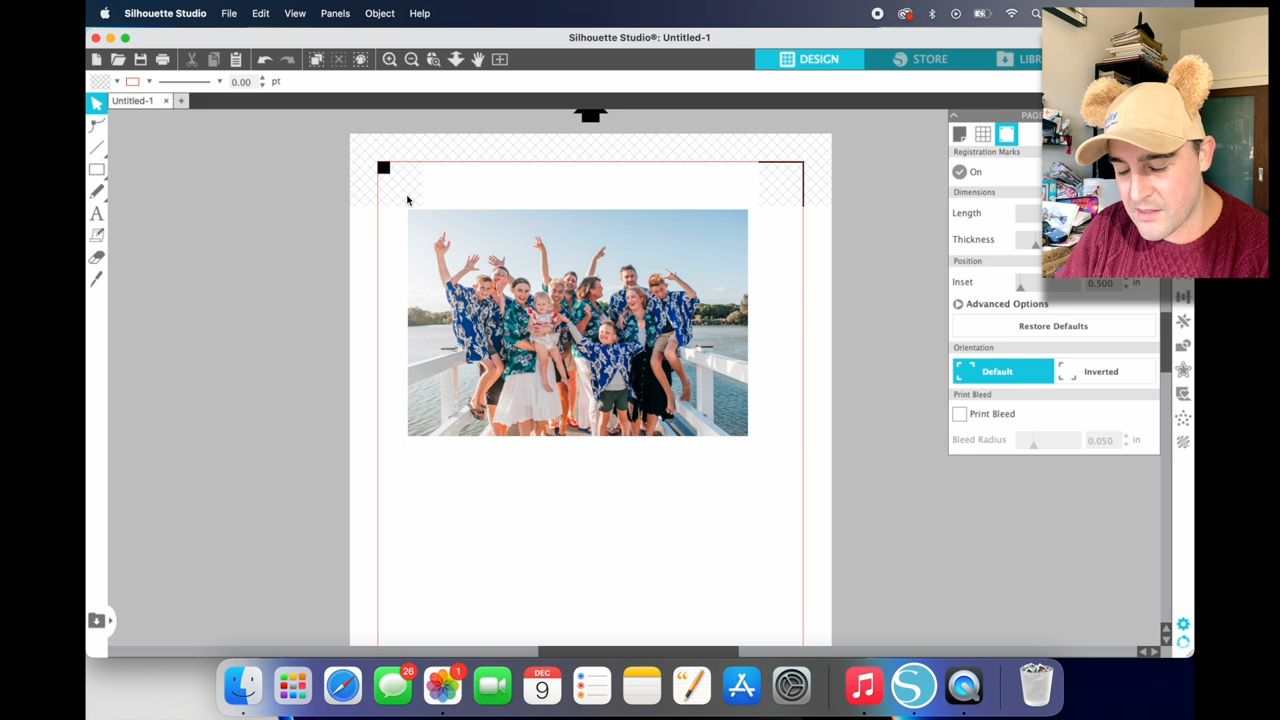 Silhouette Studio File Edit View Panels Object Help
Silhouette Studio®: Untitled-1
DESIGN STORE
0.00 pt
Untitled-1 × +
Registration Marks
On
Dimensions
Length
Thickness
Position
Inset 0.500 in
Advanced Options
Restore Defaults
Orientation
Default Inverted
Print Bleed
Print Bleed
Bleed Radius 0.050 in
26 1
DEC
9